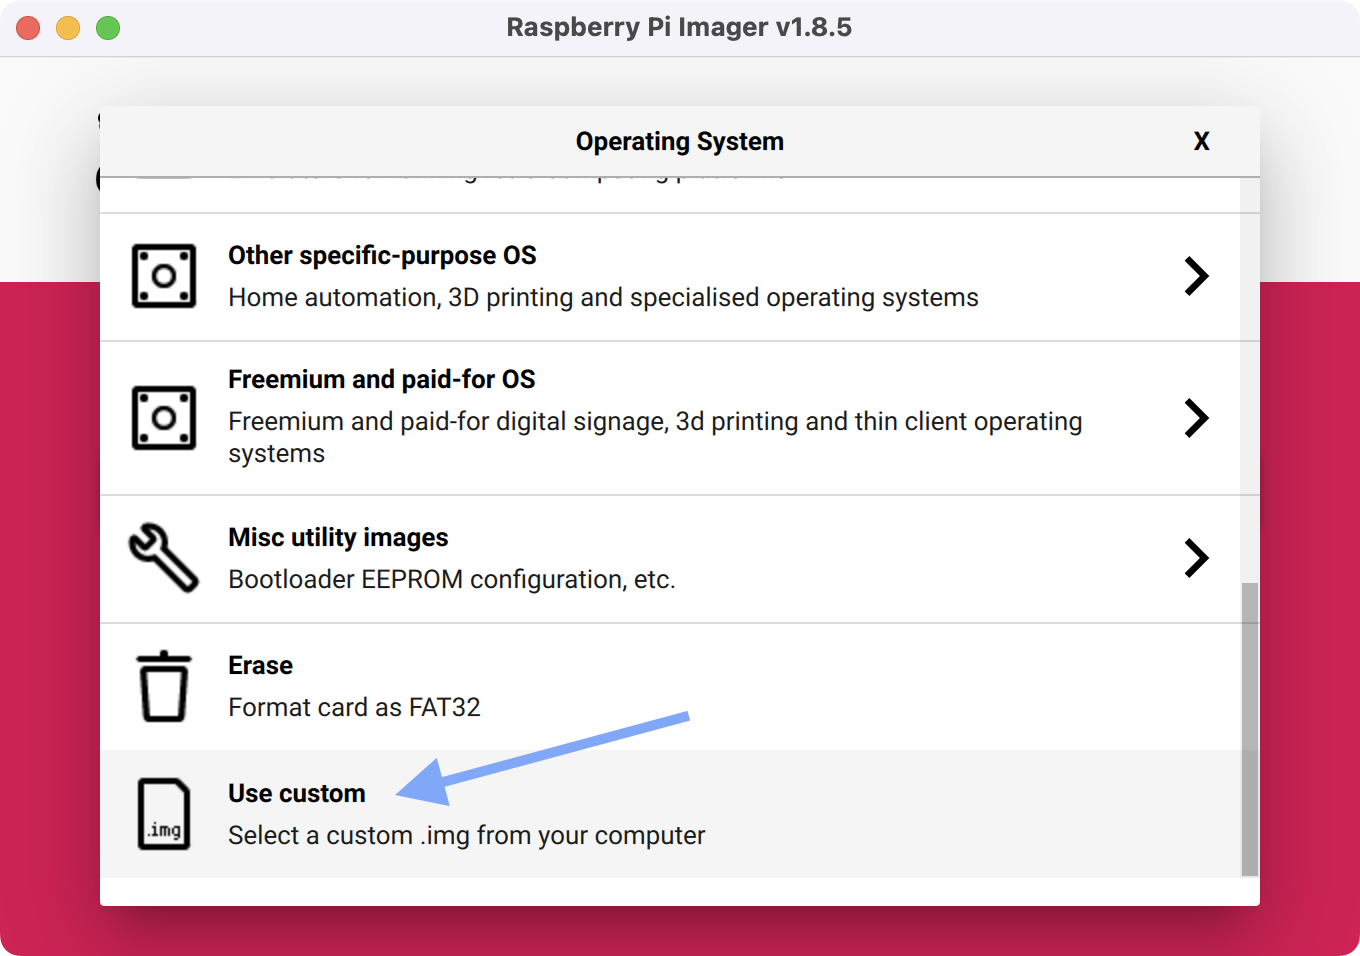 Raspberry Pi Imager v1.8.5
Operating System
X
Other specific-purpose OS
Home automation, 3D printing and specialised operating systems
Freemium and paid-for OS
Freemium and paid-for digital signage, 3d printing and thin client operating
systems
Misc utility images
Bootloader EEPROM configuration, etc.
Erase
Format card as FAT32
Use custom
.img
Select a custom .img from your computer